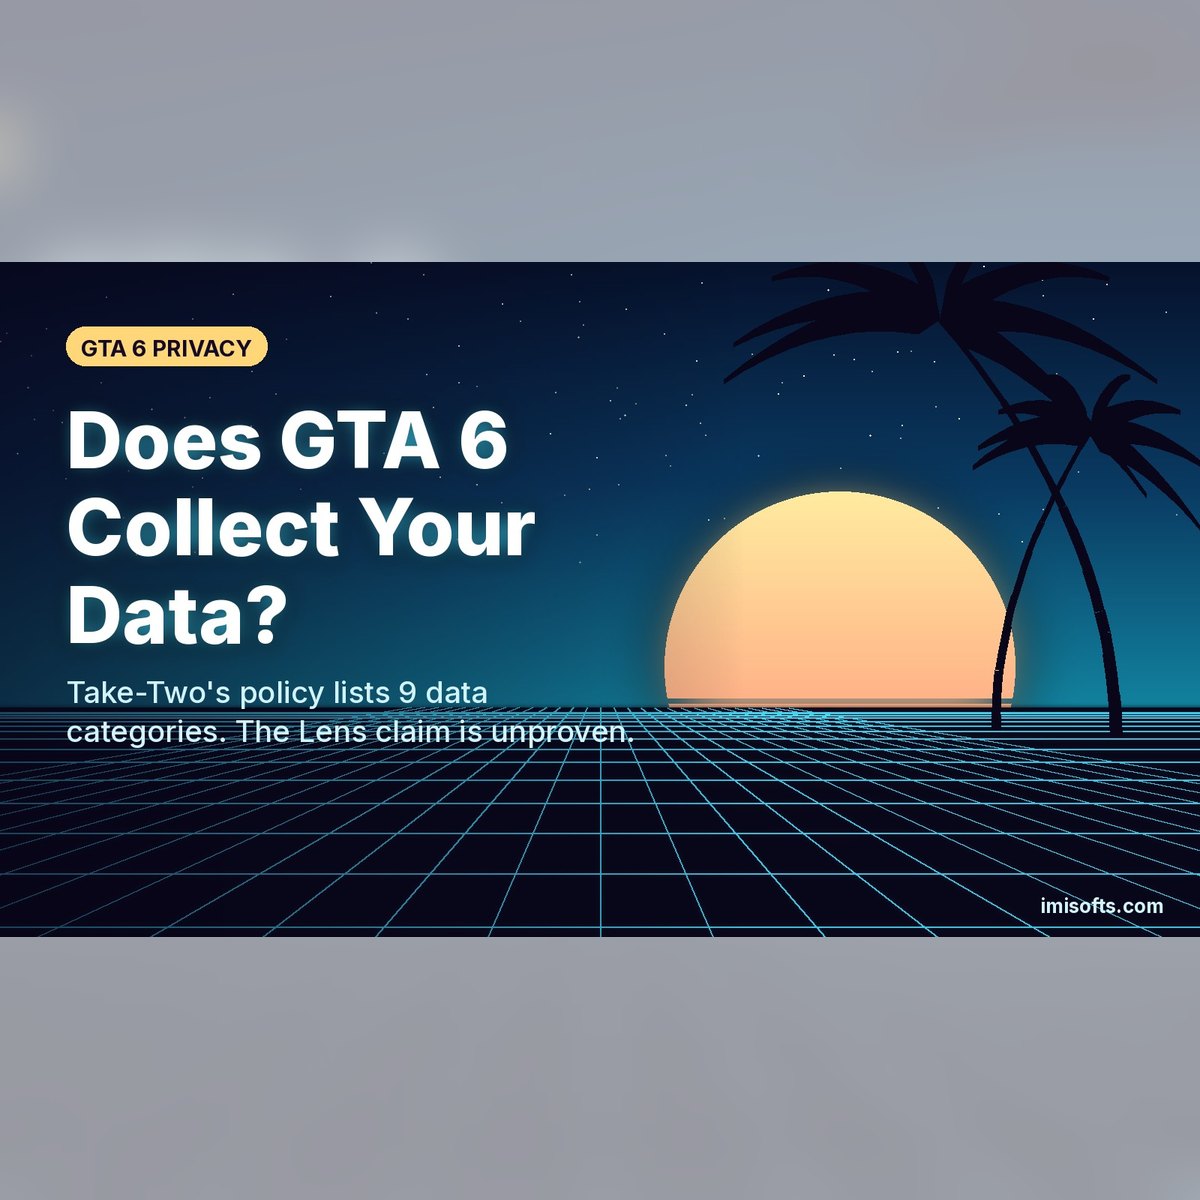 GTA 6 PRIVACY
Does GTA 6
Collect Your
Data?
Take-Two's policy lists 9 data
categories. The Lens claim is unproven.
imisofts.com